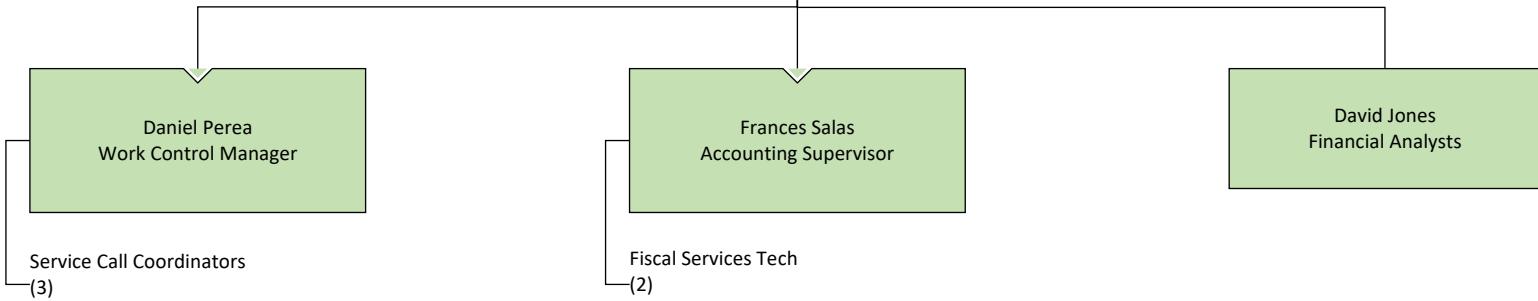 Daniel Perea
Work Control Manager
Frances Salas
Accounting Supervisor
David Jones
Financial Analysts
Service Call Coordinators
(3)
Fiscal Services Tech
(2)